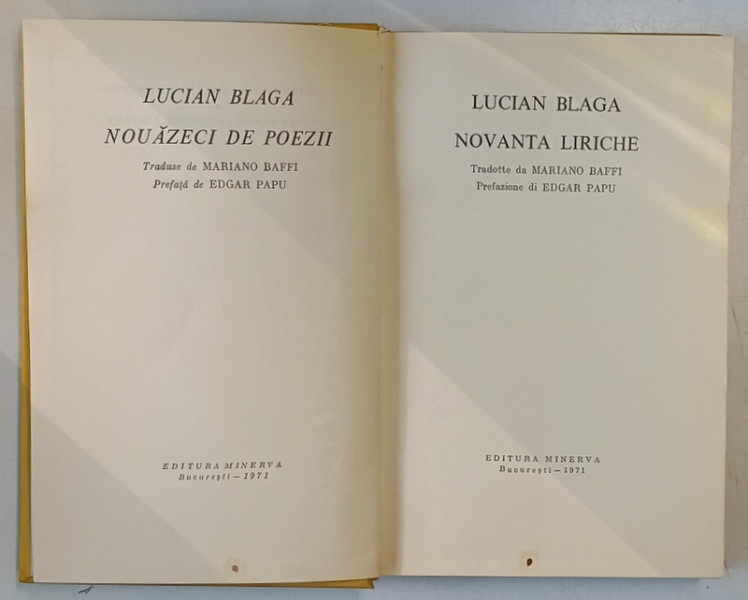 LUCIAN BLAGA
NOUĂZECI DE POEZII
Traduse de MARIANO BAFFI
Prefață de EDGAR PAPU
EDITURA MINERVA
București — 1971
LUCIAN BLAGA
NOVANTA LIRICHE
Tradotte da MARIANO BAFFI
Prefazione di EDGAR PAPU
EDITURA MINERVA
București — 1971